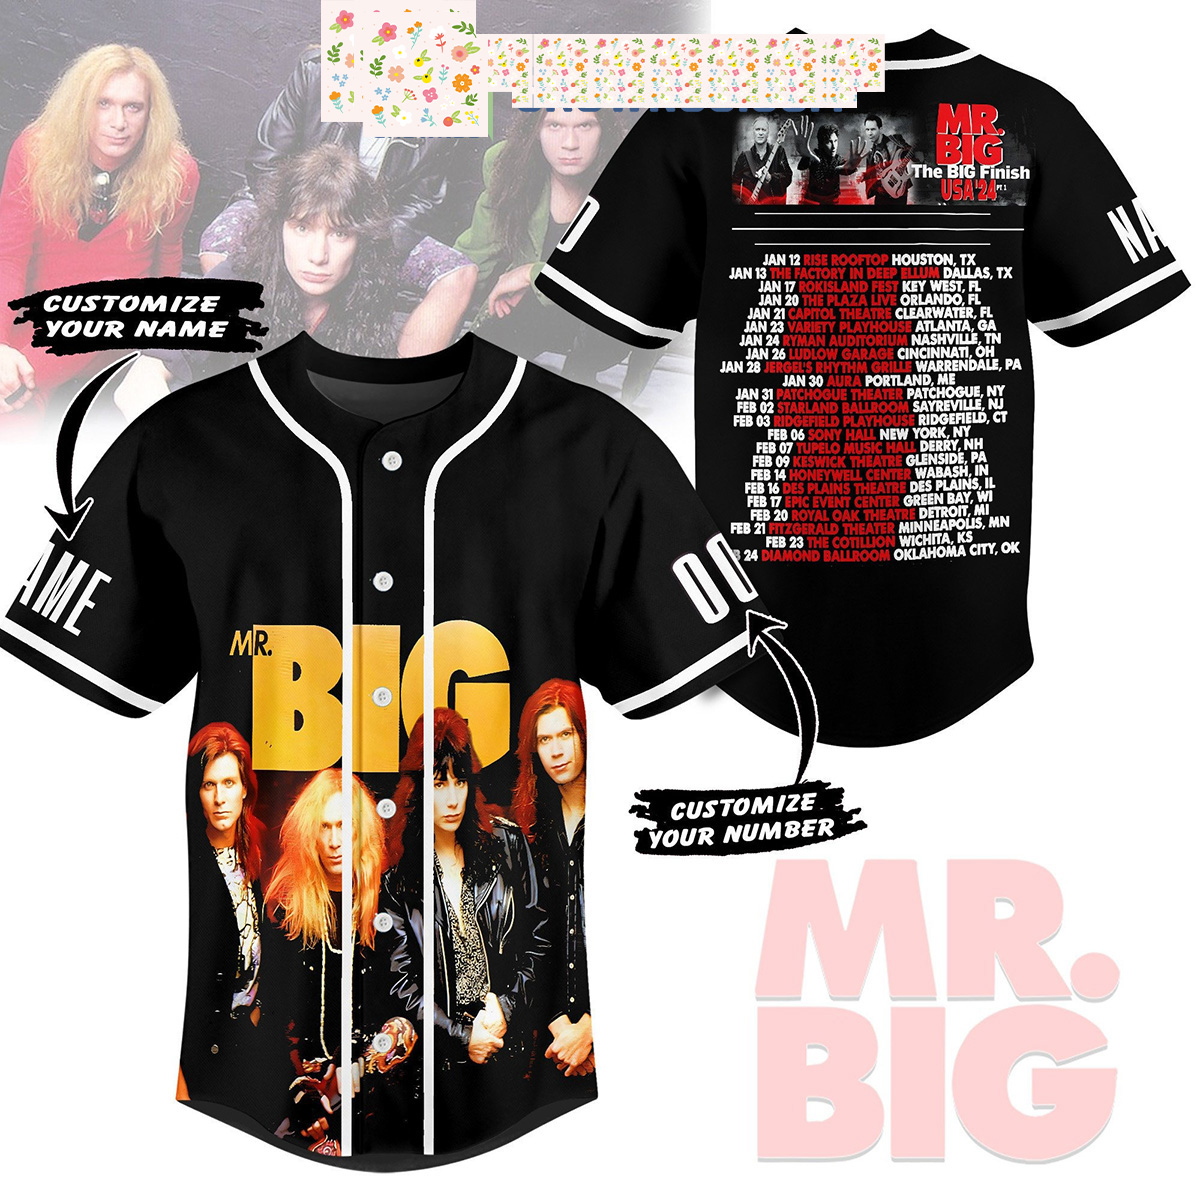 MR.
BIG
The BIG Finish
USA'24 PT 1
NA
JAN 12 RISE ROOFTOP HOUSTON, TX
JAN 13 THE FACTORY IN DEEP ELLUM DALLAS, TX
JAN 17 ROKISLAND FEST KEY WEST, FL
JAN 20 THE PLAZA LIVE ORLANDO, FL
JAN 21 CAPITOL THEATRE CLEARWATER, FL
JAN 23 VARIETY PLAYHOUSE ATLANTA, GA
JAN 24 RYMAN AUDITORIUM NASHVILLE, TN
JAN 26 LUDLOW GARAGE CINCINNATI, OH
JAN 28 JERGEL'S RHYTHM GRILLE WARRENDALE, PA
JAN 30 AURA PORTLAND, ME
JAN 31 PATCHOGUE THEATER PATCHOGUE, NY
FEB 02 STARLAND BALLROOM SAYREVILLE, NJ
FEB 03 RIDGEFIELD PLAYHOUSE RIDGEFIELD, CT
FEB 06 SONY HALL NEW YORK, NY
FEB 07 TUPELO MUSIC HALL DERRY, NH
FEB 09 KESWICK THEATRE GLENSIDE, PA
FEB 14 HONEYWELL CENTER WABASH, IN
FEB 16 DES PLAINS THEATRE DES PLAINS, IL
FEB 17 EPIC EVENT CENTER GREEN BAY, WI
FEB 20 ROYAL OAK THEATRE DETROIT, MI
FEB 21 FITZGERALD THEATER MINNEAPOLIS, MN
FEB 23 THE COTILLION WICHITA, KS
B 24 DIAMOND BALLROOM OKLAHOMA CITY, OK
CUSTOMIZE
YOUR NAME
AME
00
MR.
BIG
CUSTOMIZE
YOUR NUMBER
MR.
BIG